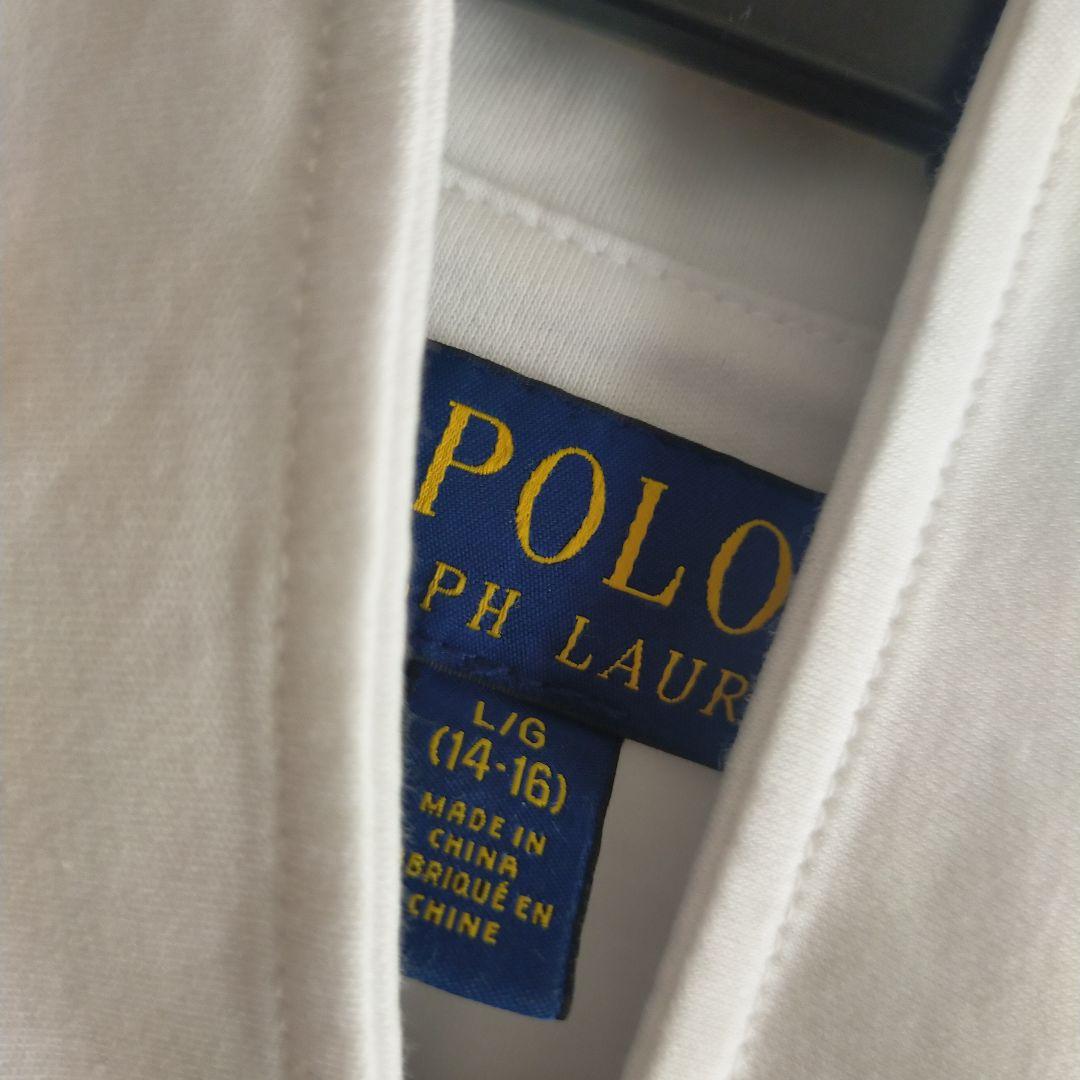 POLO
PH LAUR
L/G
(14-16)
MADE IN
CHINA
BRIQUÉ EN
CHINE